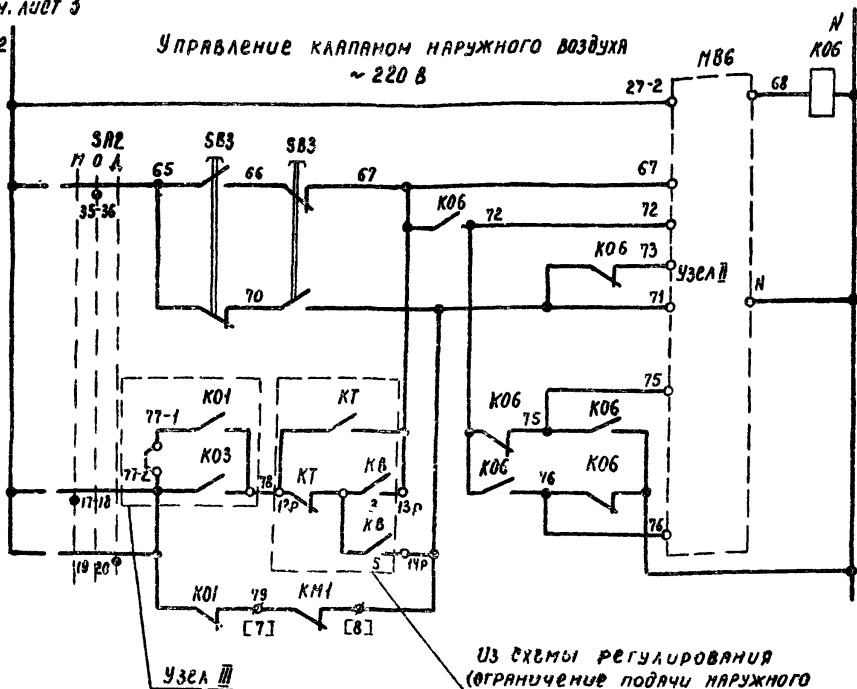 Н. ЛИСТ 3
2
Управление клапаном наружного воздуха
~ 220 В
N
К06
МВ6
27-2
68
SA2
М О Д
SB3
SB3
65
66
67
67
35-36
К06
72
72
К06
73
Узел II
70
71
N
К01
КТ
75
77-1
К06
75
К06
К03
77-2
КТ
КВ
78
К06
76
К06
17-18
12р
2
13р
КВ
76
19
20
5
14р
К01
79
КМ1
[7]
[8]
Узел III
Из схемы регулирования
(ограничение подачи наружного